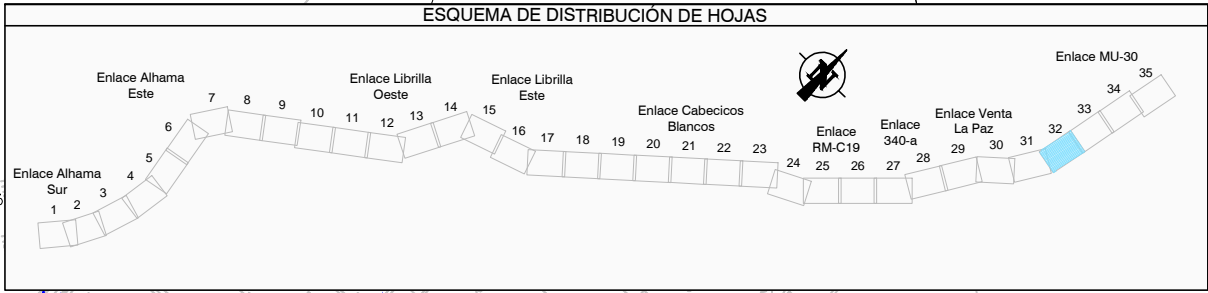 ESQUEMA DE DISTRIBUCIÓN DE HOJAS
Enlace Alhama
Sur
1
2
3
4
5
6
Enlace Alhama
Este
7
8
9
10
11
12
Enlace Librilla
Oeste
13
14
Enlace Librilla
Este
15
16
17
18
19
20
21
22
23
Enlace Cabecicos
Blancos
24
Enlace
RM-C19
25
26
27
Enlace
340-a
28
Enlace Venta
La Paz
29
30
31
32
33
34
35
Enlace MU-30